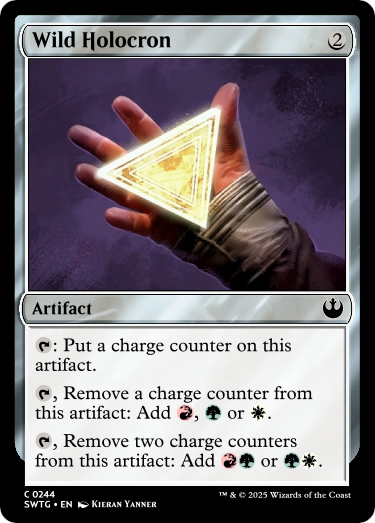 Wild Holocron 2
Artifact
: Put a charge counter on this
artifact.
, Remove a charge counter from
this artifact: Add , or .
, Remove two charge counters
from this artifact: Add or .
C 0244
SWTG • EN KIERAN YANNER
™ & © 2025 Wizards of the Coast